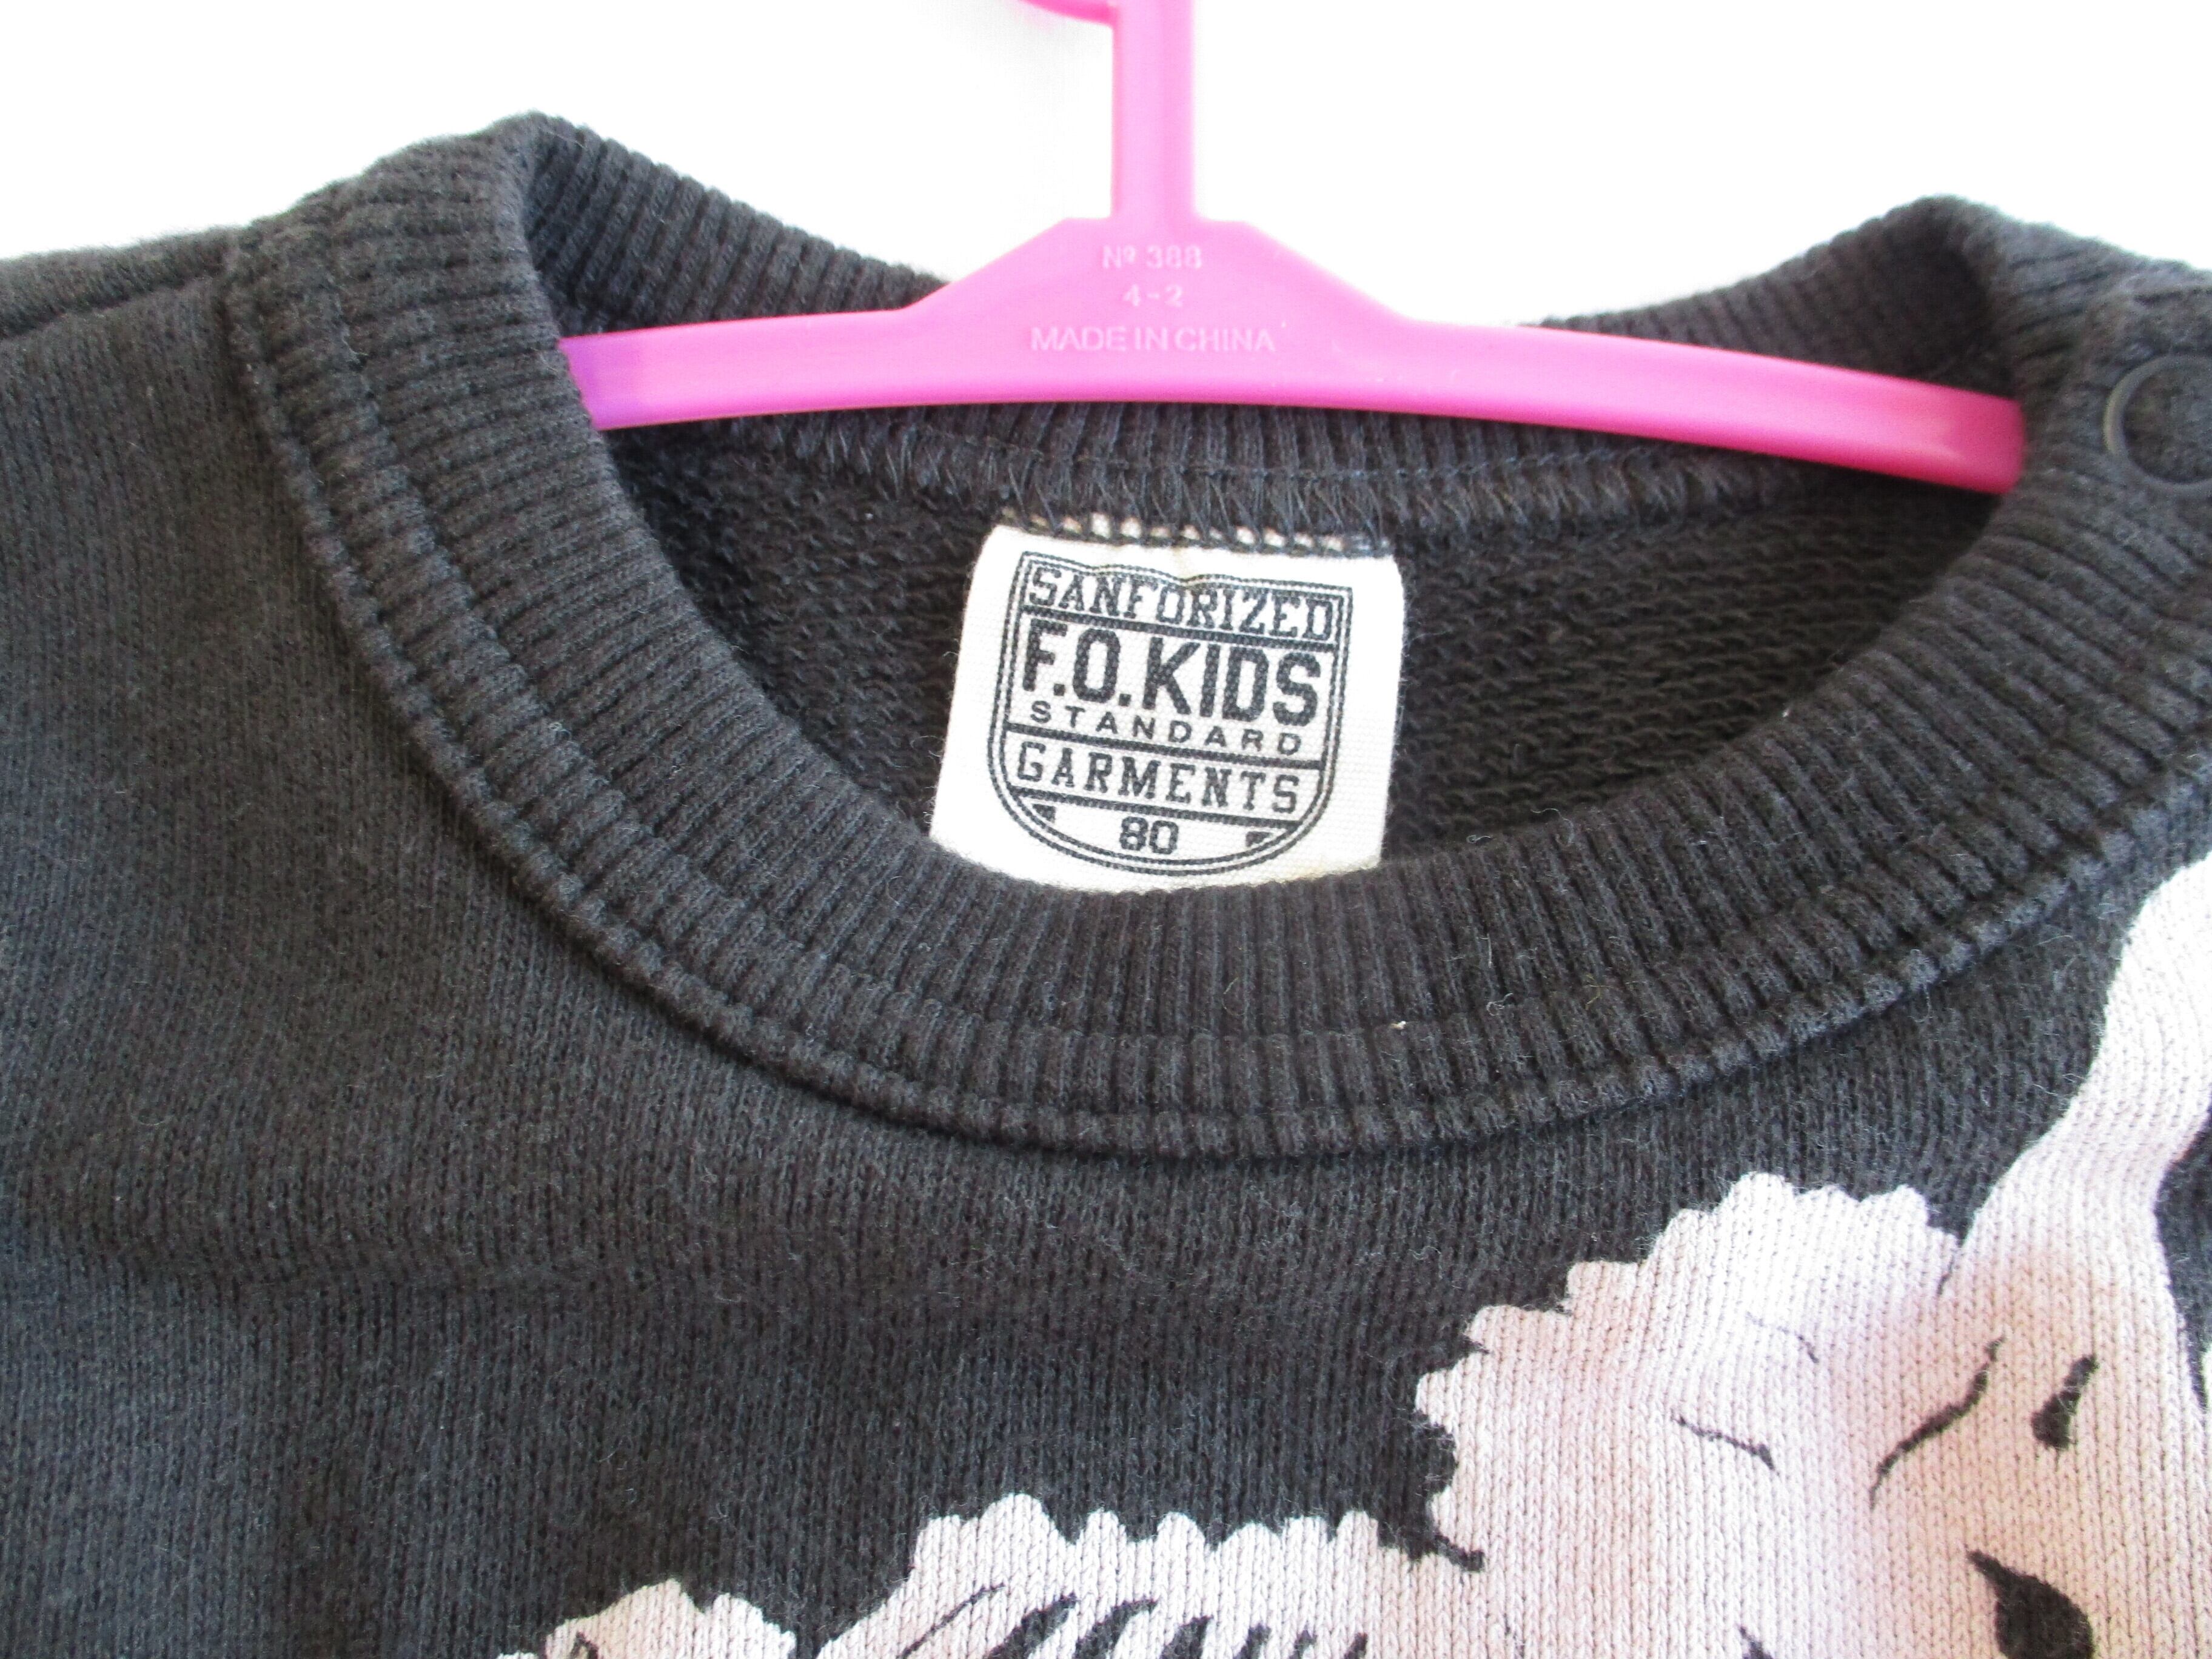 Nº 388
4-2
MADE IN CHINA
SANFORIZED
F.O.KIDS
STANDARD
GARMENTS
80